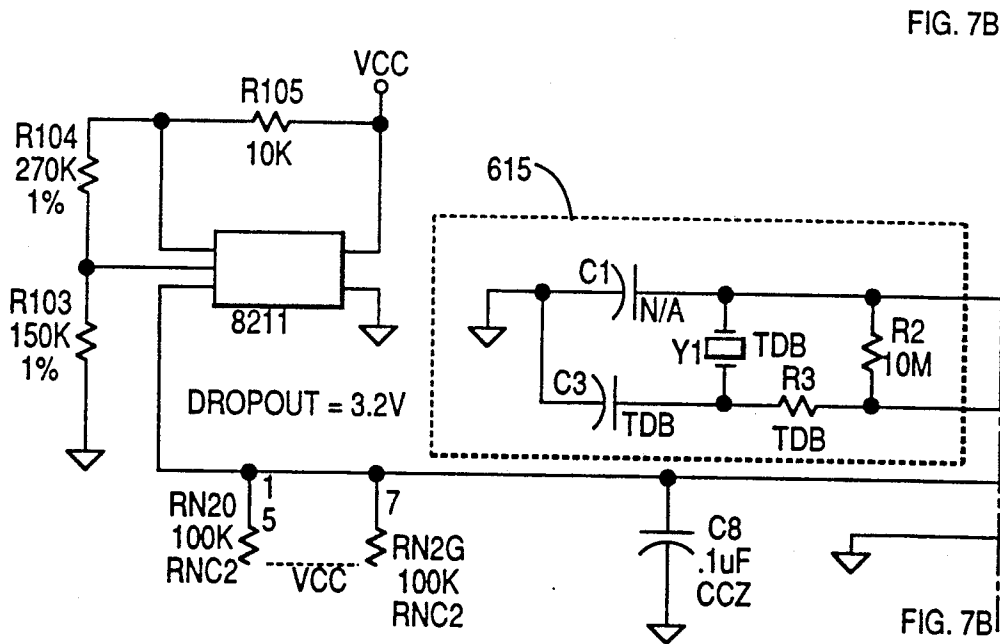 FIG. 7B
VCC
R105
10K
R104
270K
1%
R103
150K
1%
8211
DROPOUT = 3.2V
615
C1
N/A
Y1
TDB
R2
10M
C3
TDB
R3
TDB
1
5
RN20
100K
RNC2
VCC
7
RN2G
100K
RNC2
C8
.1uF
CCZ
FIG. 7B